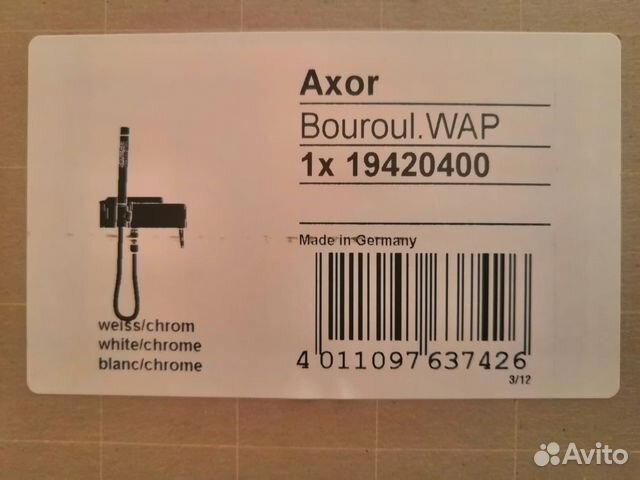 Axor
Bouroul.WAP
1x 19420400
Made in Germany
weiss/chrom
white/chrome
blanc/chrome
4 011097 637426
3/12
Avito